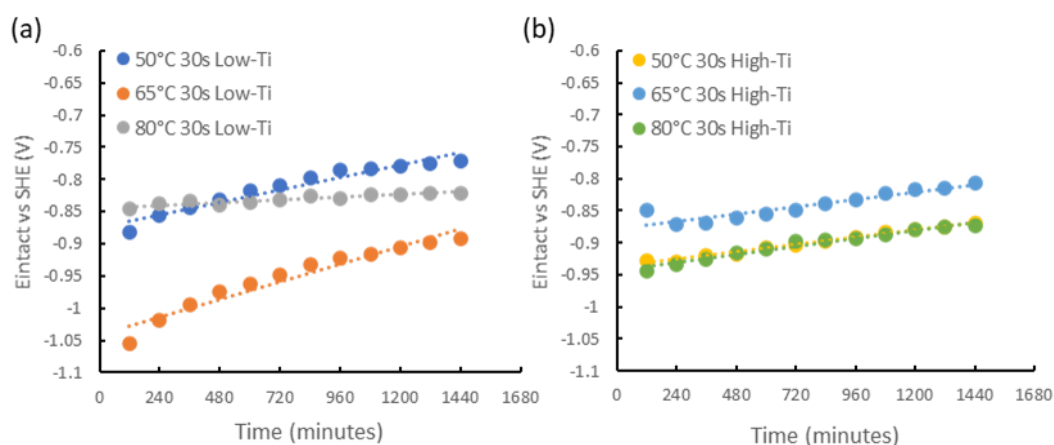 (a)
-0.6
-0.65
-0.7
-0.75
-0.8
-0.85
-0.9
-0.95
-1
-1.05
-1.1
Eintact vs SHE (V)
50°C 30s Low-Ti
65°C 30s Low-Ti
80°C 30s Low-Ti
0 240 480 720 960 1200 1440 1680
Time (minutes)
(b)
-0.6
-0.65
-0.7
-0.75
-0.8
-0.85
-0.9
-0.95
-1
-1.05
-1.1
Eintact vs SHE (V)
50°C 30s High-Ti
65°C 30s High-Ti
80°C 30s High-Ti
0 240 480 720 960 1200 1440 1680
Time (minutes)